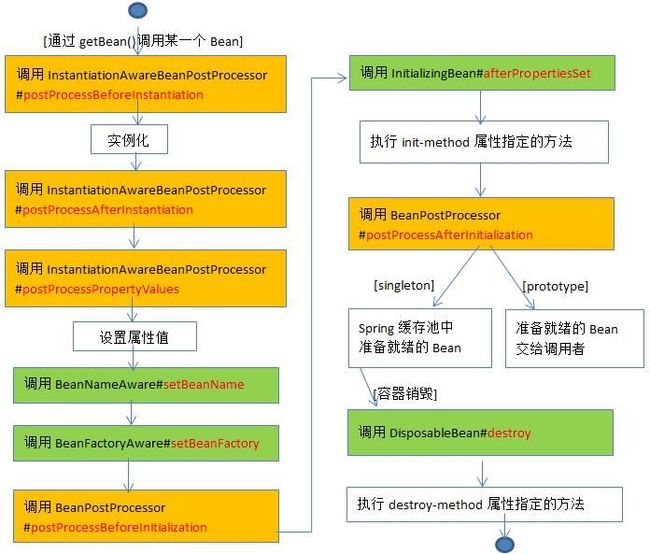 [通过 getBean()调用某一个 Bean]
调用 InstantiationAwareBeanPostProcessor
#postProcessBeforeInstantiation
实例化
调用 InstantiationAwareBeanPostProcessor
#postProcessAfterInstantiation
调用 InstantiationAwareBeanPostProcessor
#postProcessPropertyValues
设置属性值
调用 BeanNameAware#setBeanName
调用 BeanFactoryAware#setBeanFactory
调用 BeanPostProcessor
#postProcessBeforeInitialization
调用 InitializingBean#afterPropertiesSet
执行 init-method 属性指定的方法
调用 BeanPostProcessor
#postProcessAfterInitialization
[singleton]
[prototype]
Spring 缓存池中
准备就绪的 Bean
准备就绪的 Bean
交给调用者
[容器销毁]
调用 DisposableBean#destroy
执行 destroy-method 属性指定的方法